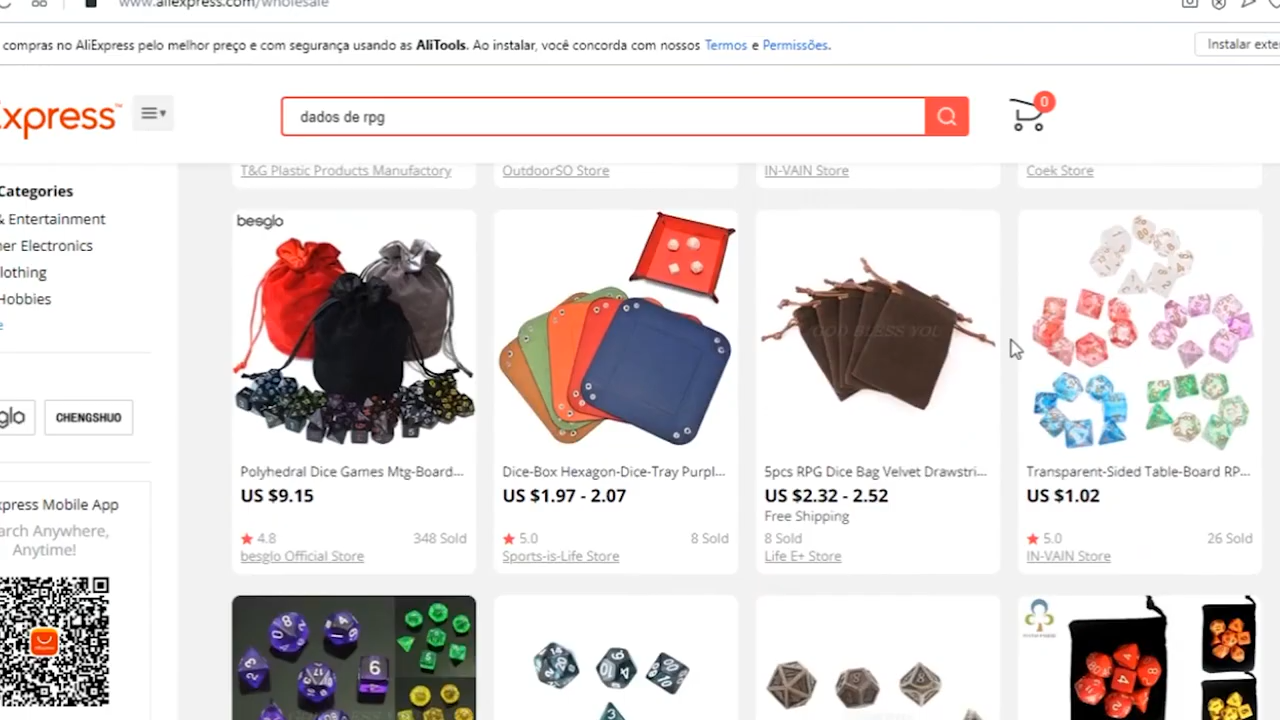 www.aliexpress.com/wholesale
compras no AliExpress pelo melhor preço e com segurança usando as AliTools. Ao instalar, você concorda com nossos Termos e Permissões.
Instalar exte
xpress™
dados de rpg
0
T&G Plastic Products Manufactory
OutdoorSO Store
IN-VAIN Store
Coek Store
Categories
& Entertainment
er Electronics
lothing
Hobbies
e
glo
CHENGSHUO
xpress Mobile App
arch Anywhere,
Anytime!
besglo
Polyhedral Dice Games Mtg-Board...
US $9.15
4.8
348 Sold
besglo Official Store
Dice-Box Hexagon-Dice-Tray Purpl...
US $1.97 - 2.07
5.0
8 Sold
Sports-is-Life Store
GOD BLESS YOU
5pcs RPG Dice Bag Velvet Drawstri...
US $2.32 - 2.52
Free Shipping
8 Sold
Life E+ Store
Transparent-Sided Table-Board RP...
US $1.02
5.0
26 Sold
IN-VAIN Store